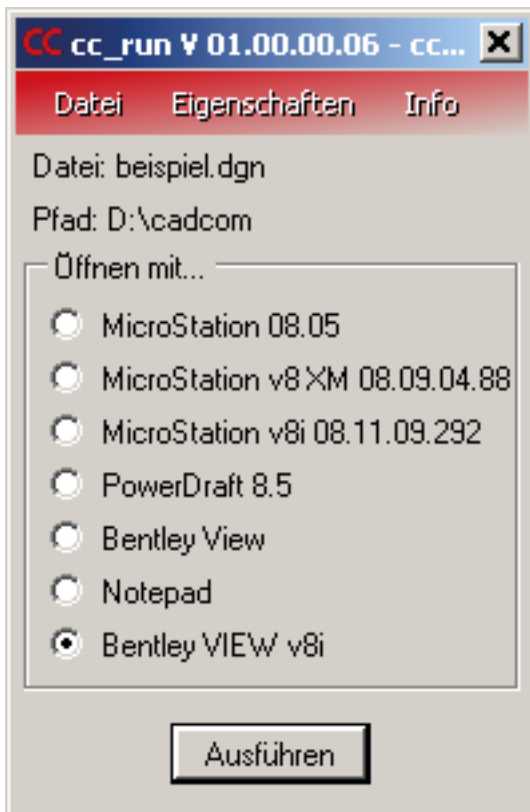 CC cc_run V 01.00.00.06 - cc...
Datei Eigenschaften Info
Datei: beispiel.dgn
Pfad: D:\cadcom
Öffnen mit...
MicroStation 08.05
MicroStation v8 XM 08.09.04.88
MicroStation v8i 08.11.09.292
PowerDraft 8.5
Bentley View
Notepad
Bentley VIEW v8i
Ausführen